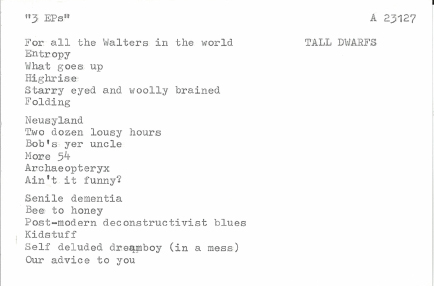 "3 EPs" A 23127
For all the Walters in the world TALL DWARFS
Entropy
What goes up
Highrise
Starry eyed and woolly brained
Folding
Neusyland
Two dozen lousy hours
Bob's yer uncle
More 54
Archaeopteryx
Ain't it funny?
Senile dementia
Bee to honey
Post-modern deconstructivist blues
Kidstuff
Self deluded dreamboy (in a mess)
Our advice to you